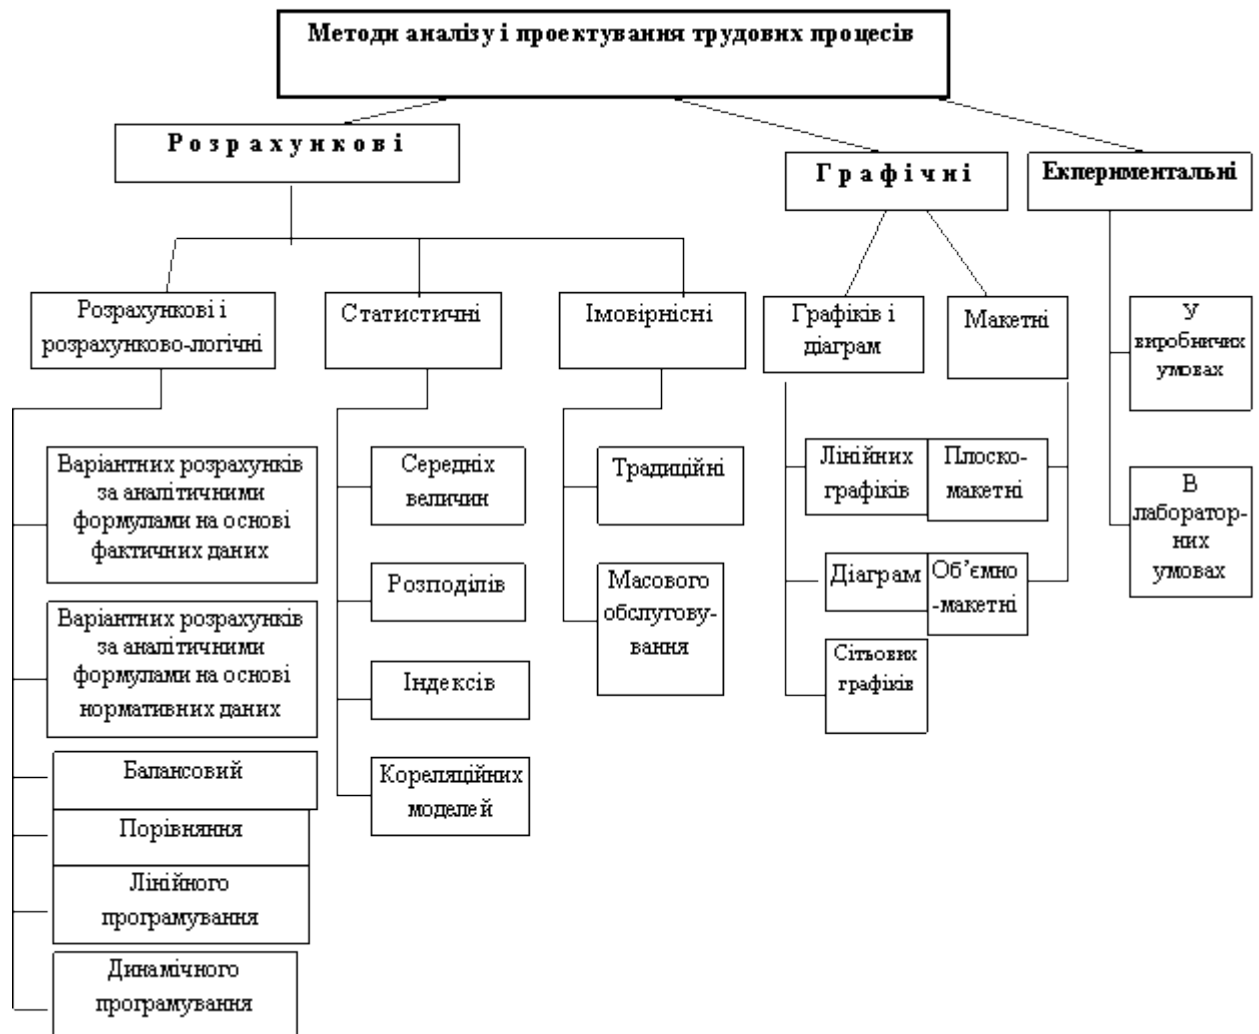 Методи аналізу і проектування трудових процесів
Р о з р а х у н к о в і
Г р а ф і ч н і
Екпериментальні
Розрахункові і
розрахунково-логічні
Статистичні
Імовірнісні
Графіків і
діаграм
Макетні
У
виробничих
умовах
В
лаборатор-
них
умовах
Варіантних розрахунків
за аналітичними
формулами на основі
фактичних даних
Варіантних розрахунків
за аналітичними
формулами на основі
нормативних даних
Балансовий
Порівняння
Лінійного
програмування
Динамічного
програмування
Середніх
величин
Розподілів
Індексів
Кореляційних
моделей
Традиційні
Масового
обслугову-
вання
Лінійних
графіків
Діаграм
Сітьових
графіків
Плоско-
макетні
Об’ємно
-макетні